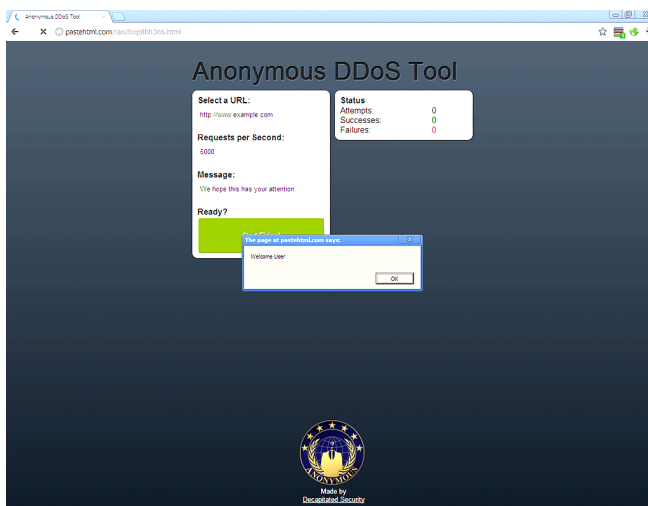 Anonymous DDoS Tool
pastehtml.com/raw/bvp8hh3n6.html
Anonymous DDoS Tool
Select a URL:
http://www.example.com
Requests per Second:
5000
Message:
We hope this has your attention.
Ready?
Status
Attempts: 0
Successes: 0
Failures: 0
The page at pastehtml.com says:
Welcome User
OK
ANONYMOUS
Made by
Decapitated Security